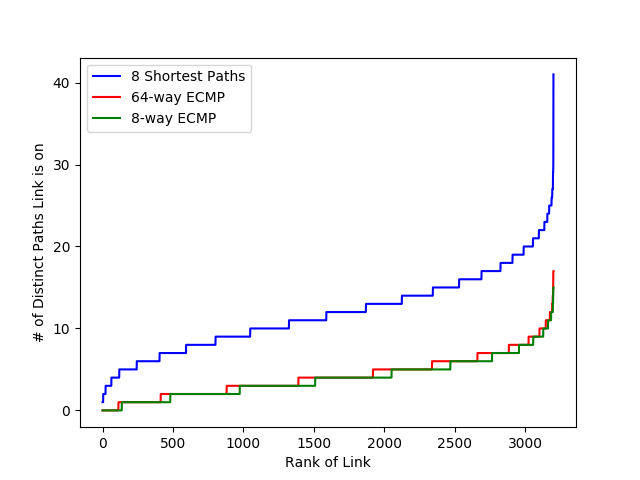 8 Shortest Paths
64-way ECMP
8-way ECMP
# of Distinct Paths Link is on
40
30
20
10
0
0 500 1000 1500 2000 2500 3000
Rank of Link